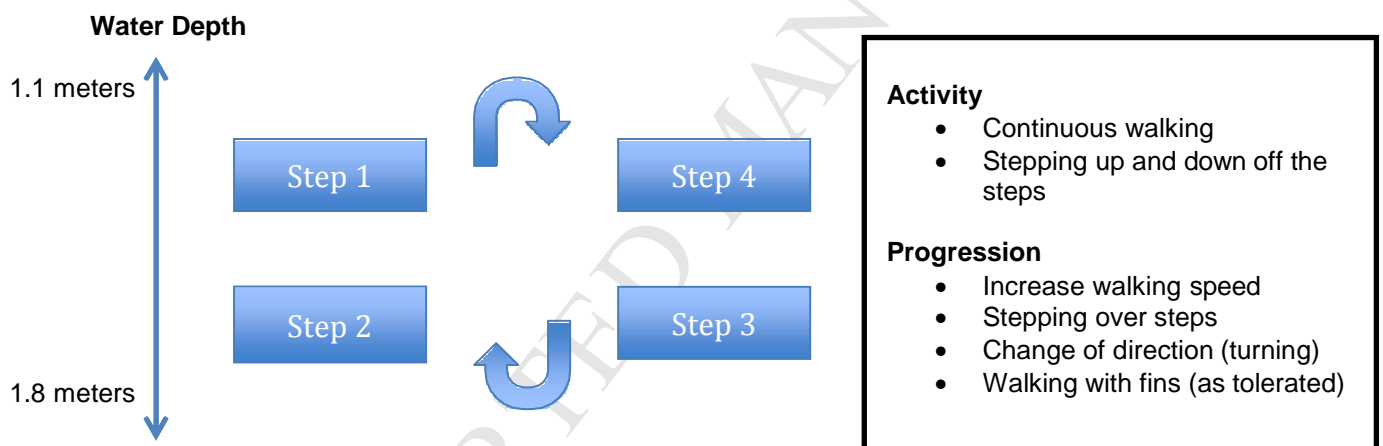 Water Depth
1.1 meters
Step 1
Step 4
Step 2
Step 3
1.8 meters
Activity
• Continuous walking
• Stepping up and down off the
steps
Progression
• Increase walking speed
• Stepping over steps
• Change of direction (turning)
• Walking with fins (as tolerated)